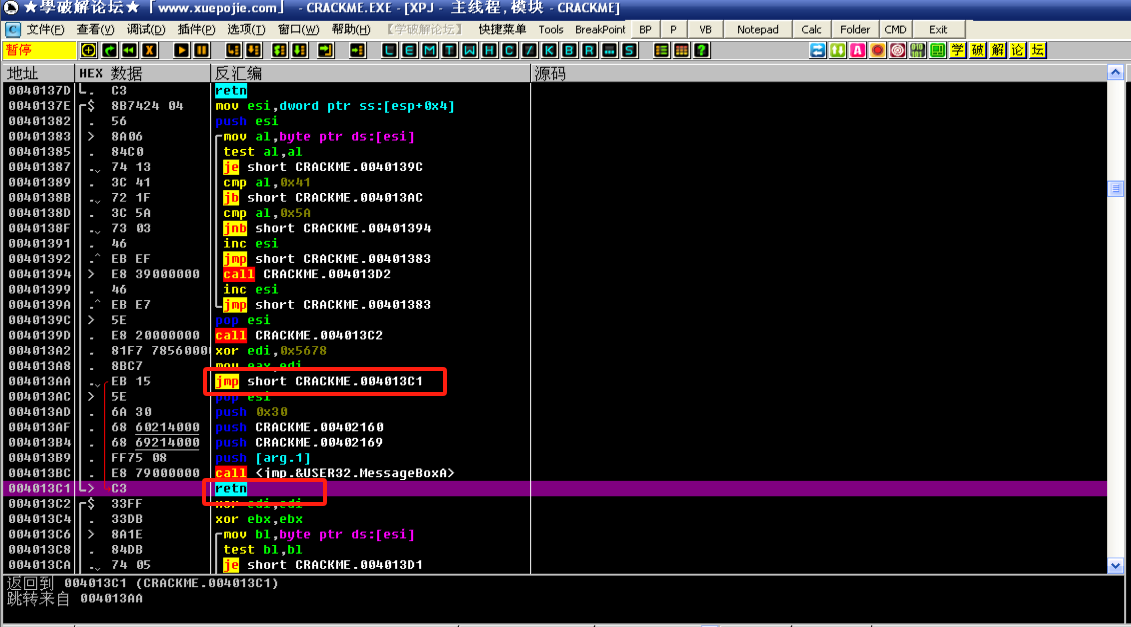 ★學破解论坛★「www.xuepojie.com」 - CRACKME.EXE - [XPJ - 主线程,模块 - CRACKME]
C 文件(F) 查看(V) 调试(D) 插件(P) 选项(T) 窗口(W) 帮助(H) 【学破解论坛】 快捷菜单 Tools BreakPoint BP P VB Notepad Calc Folder CMD Exit
暂停 L E M T W H C / K B R ... S ? A 学 破 解 论 坛
地址 HEX 数据 反汇编 源码
0040137D . C3 retn
0040137E $ 8B7424 04 mov esi,dword ptr ss:[esp+0x4]
00401382 . 56 push esi
00401383 > 8A06 mov al,byte ptr ds:[esi]
00401385 . 84C0 test al,al
00401387 . 74 13 je short CRACKME.0040139C
00401389 . 3C 41 cmp al,0x41
0040138B . 72 1F jb short CRACKME.004013AC
0040138D . 3C 5A cmp al,0x5A
0040138F . 73 03 jnb short CRACKME.00401394
00401391 . 46 inc esi
00401392 .^ EB EF jmp short CRACKME.00401383
00401394 > E8 39000000 call CRACKME.004013D2
00401399 . 46 inc esi
0040139A .^ EB E7 jmp short CRACKME.00401383
0040139C > 5E pop esi
0040139D . E8 20000000 call CRACKME.004013C2
004013A2 . 81F7 7856000 xor edi,0x5678
004013A8 . 8BC7 mov eax,edi
004013AA . EB 15 jmp short CRACKME.004013C1
004013AC > 5E pop esi
004013AD . 6A 30 push 0x30
004013AF . 68 60214000 push CRACKME.00402160
004013B4 . 68 69214000 push CRACKME.00402169
004013B9 . FF75 08 push [arg.1]
004013BC . E8 79000000 call <jmp.&USER32.MessageBoxA>
004013C1 > C3 retn
004013C2 $ 33FF xor edi,edi
004013C4 . 33DB xor ebx,ebx
004013C6 > 8A1E mov bl,byte ptr ds:[esi]
004013C8 . 84DB test bl,bl
004013CA . 74 05 je short CRACKME.004013D1
返回到 004013C1 (CRACKME.004013C1)
跳转来自 004013AA